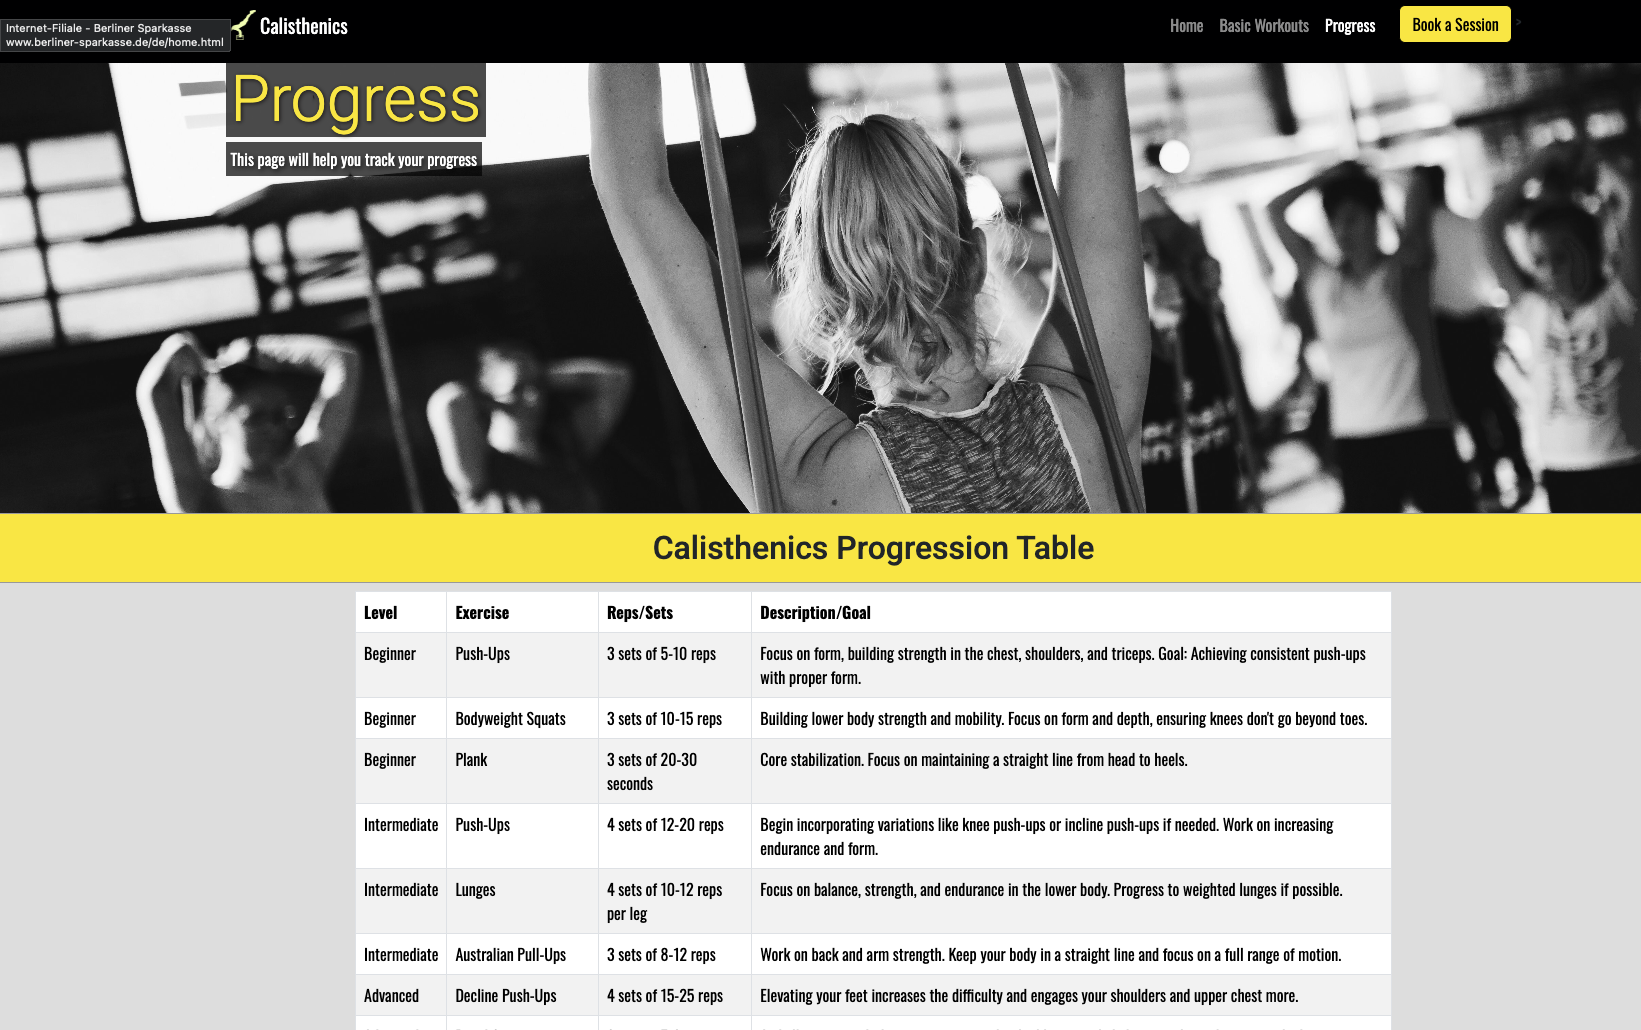 Internet-Filiale - Berliner Sparkasse
www.berliner-sparkasse.de/de/home.html
Calisthenics
Home Basic Workouts Progress Book a Session >
Progress
This page will help you track your progress
Calisthenics Progression Table
Level Exercise Reps/Sets Description/Goal
Beginner Push-Ups 3 sets of 5-10 reps Focus on form, building strength in the chest, shoulders, and triceps. Goal: Achieving consistent push-ups
with proper form.
Beginner Bodyweight Squats 3 sets of 10-15 reps Building lower body strength and mobility. Focus on form and depth, ensuring knees don't go beyond toes.
Beginner Plank 3 sets of 20-30 Core stabilization. Focus on maintaining a straight line from head to heels.
seconds
Intermediate Push-Ups 4 sets of 12-20 reps Begin incorporating variations like knee push-ups or incline push-ups if needed. Work on increasing
endurance and form.
Intermediate Lunges 4 sets of 10-12 reps Focus on balance, strength, and endurance in the lower body. Progress to weighted lunges if possible.
per leg
Intermediate Australian Pull-Ups 3 sets of 8-12 reps Work on back and arm strength. Keep your body in a straight line and focus on a full range of motion.
Advanced Decline Push-Ups 4 sets of 15-25 reps Elevating your feet increases the difficulty and engages your shoulders and upper chest more.